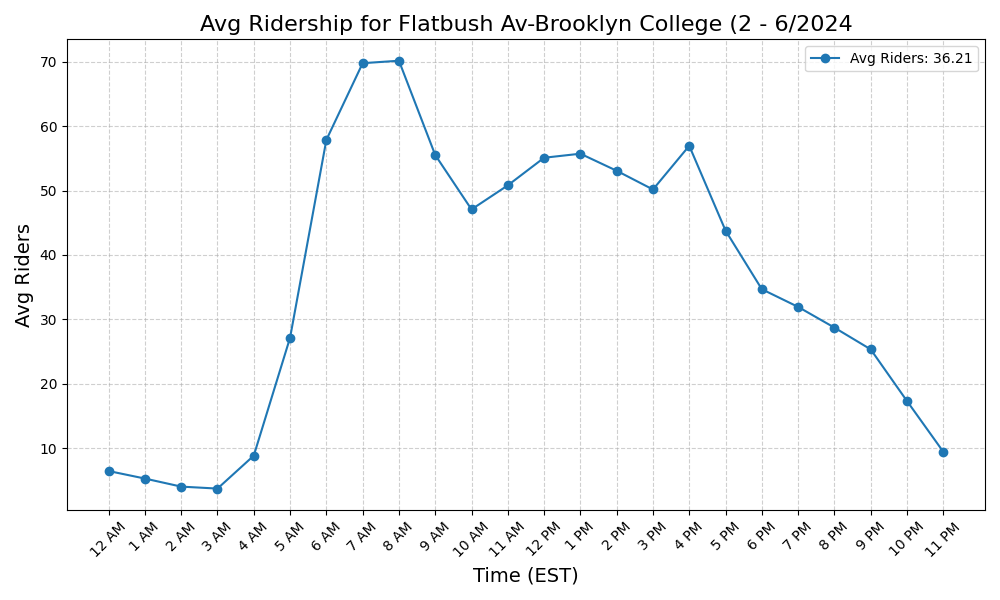 Avg Ridership for Flatbush Av-Brooklyn College (2 - 6/2024
Avg Riders: 36.21
Avg Riders
70
60
50
40
30
20
10
12 AM
1 AM
2 AM
3 AM
4 AM
5 AM
6 AM
7 AM
8 AM
9 AM
10 AM
11 AM
12 PM
1 PM
2 PM
3 PM
4 PM
5 PM
6 PM
7 PM
8 PM
9 PM
10 PM
11 PM
Time (EST)